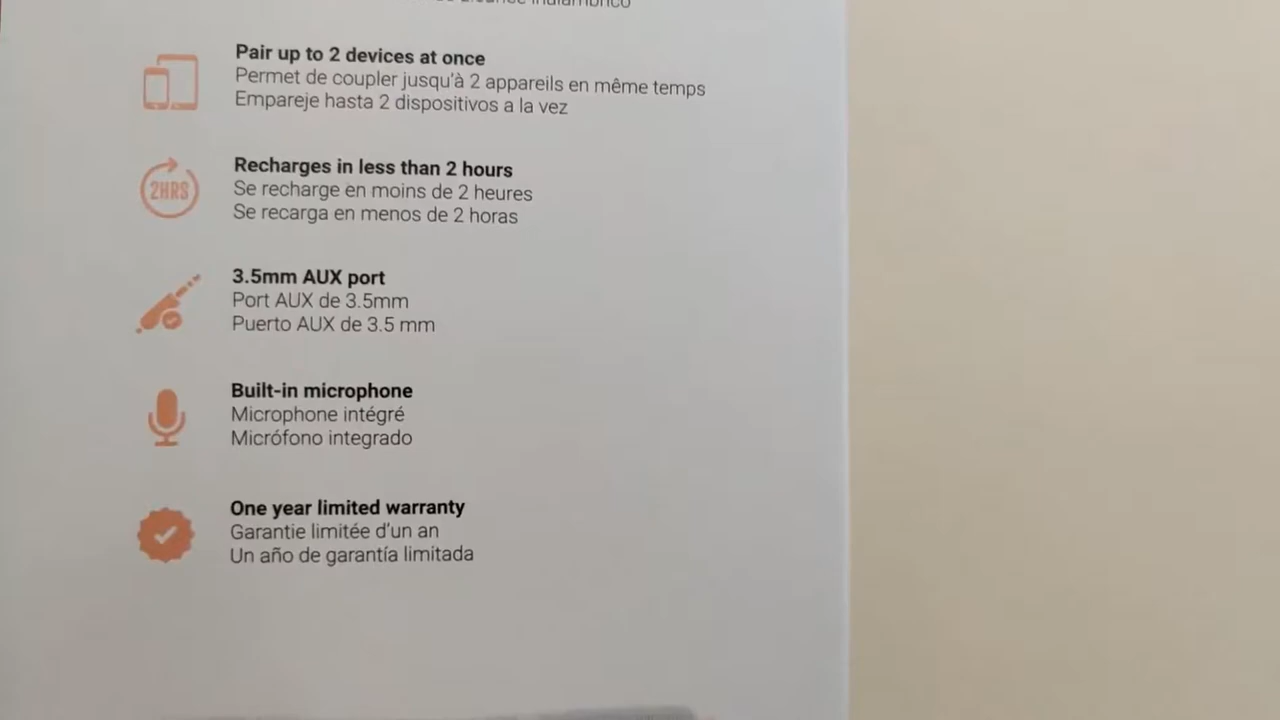 Pair up to 2 devices at once
Permet de coupler jusqu'à 2 appareils en même temps
Empareje hasta 2 dispositivos a la vez
2HRS
Recharges in less than 2 hours
Se recharge en moins de 2 heures
Se recarga en menos de 2 horas
3.5mm AUX port
Port AUX de 3.5mm
Puerto AUX de 3.5 mm
Built-in microphone
Microphone intégré
Micrófono integrado
One year limited warranty
Garantie limitée d'un an
Un año de garantía limitada